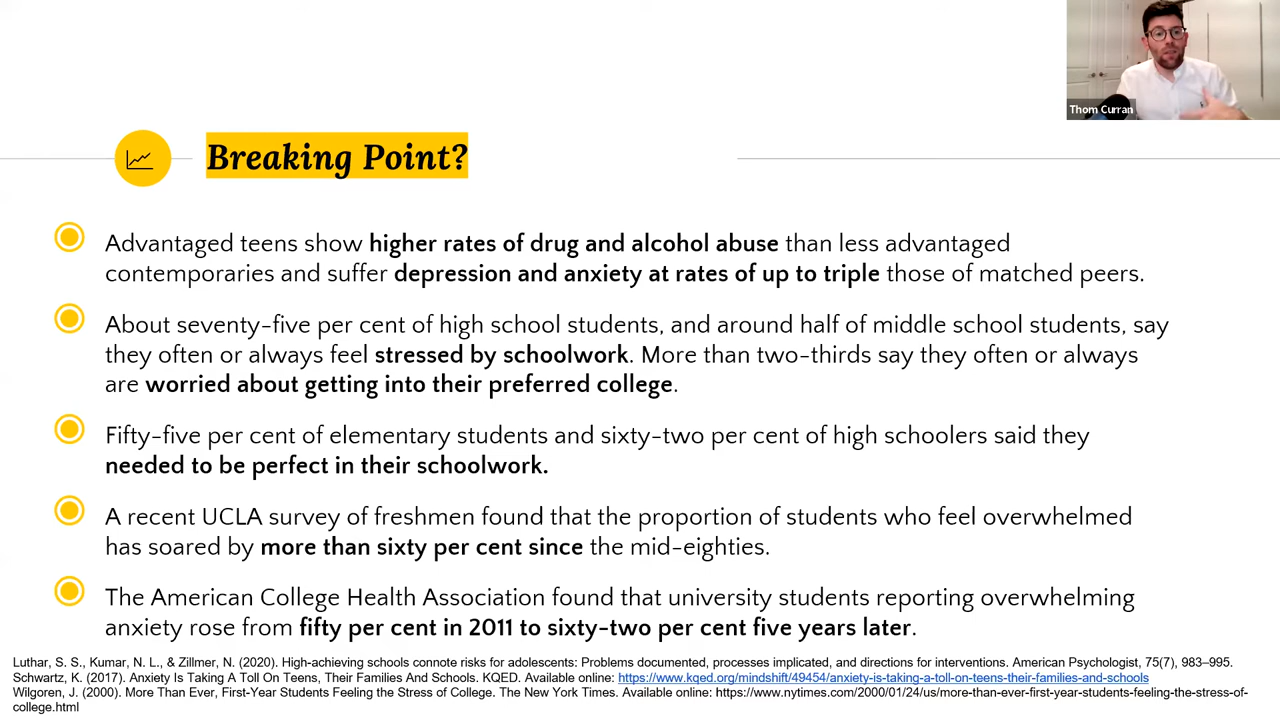 Thom Curran
Breaking Point?
Advantaged teens show higher rates of drug and alcohol abuse than less advantaged
contemporaries and suffer depression and anxiety at rates of up to triple those of matched peers.
About seventy-five per cent of high school students, and around half of middle school students, say
they often or always feel stressed by schoolwork. More than two-thirds say they often or always
are worried about getting into their preferred college.
Fifty-five per cent of elementary students and sixty-two per cent of high schoolers said they
needed to be perfect in their schoolwork.
A recent UCLA survey of freshmen found that the proportion of students who feel overwhelmed
has soared by more than sixty per cent since the mid-eighties.
The American College Health Association found that university students reporting overwhelming
anxiety rose from fifty per cent in 2011 to sixty-two per cent five years later.
Luthar, S. S., Kumar, N. L., & Zillmer, N. (2020). High-achieving schools connote risks for adolescents: Problems documented, processes implicated, and directions for interventions. American Psychologist, 75(7), 983–995.
Schwartz, K. (2017). Anxiety Is Taking A Toll On Teens, Their Families And Schools. KQED. Available online: https://www.kqed.org/mindshift/49454/anxiety-is-taking-a-toll-on-teens-their-families-and-schools
Wilgoren, J. (2000). More Than Ever, First-Year Students Feeling the Stress of College. The New York Times. Available online: https://www.nytimes.com/2000/01/24/us/more-than-ever-first-year-students-feeling-the-stress-of-
college.html